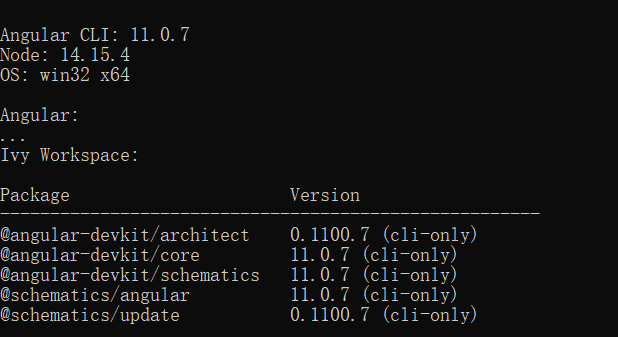 Angular CLI: 11.0.7
Node: 14.15.4
OS: win32 x64
Angular:
...
Ivy Workspace:
Package Version
------------------------------------------------------
@angular-devkit/architect 0.1100.7 (cli-only)
@angular-devkit/core 11.0.7 (cli-only)
@angular-devkit/schematics 11.0.7 (cli-only)
@schematics/angular 11.0.7 (cli-only)
@schematics/update 0.1100.7 (cli-only)